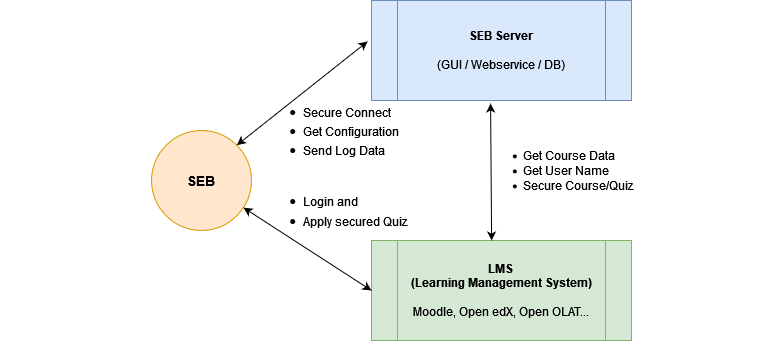 SEB Server
(GUI / Webservice / DB)
• Secure Connect
• Get Configuration
• Send Log Data
• Get Course Data
• Get User Name
• Secure Course/Quiz
SEB
• Login and
• Apply secured Quiz
LMS
(Learning Management System)
Moodle, Open edX, Open OLAT...